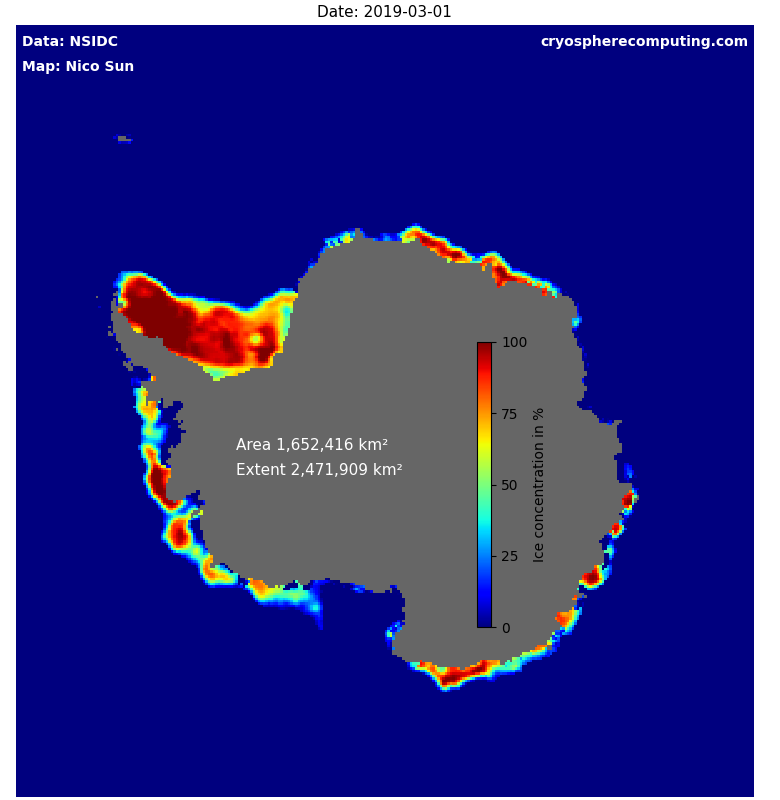 Date: 2019-03-01
Data: NSIDC
cryospherecomputing.com
Map: Nico Sun
100
75
50
25
0
Ice concentration in %
Area 1,652,416 km²
Extent 2,471,909 km²